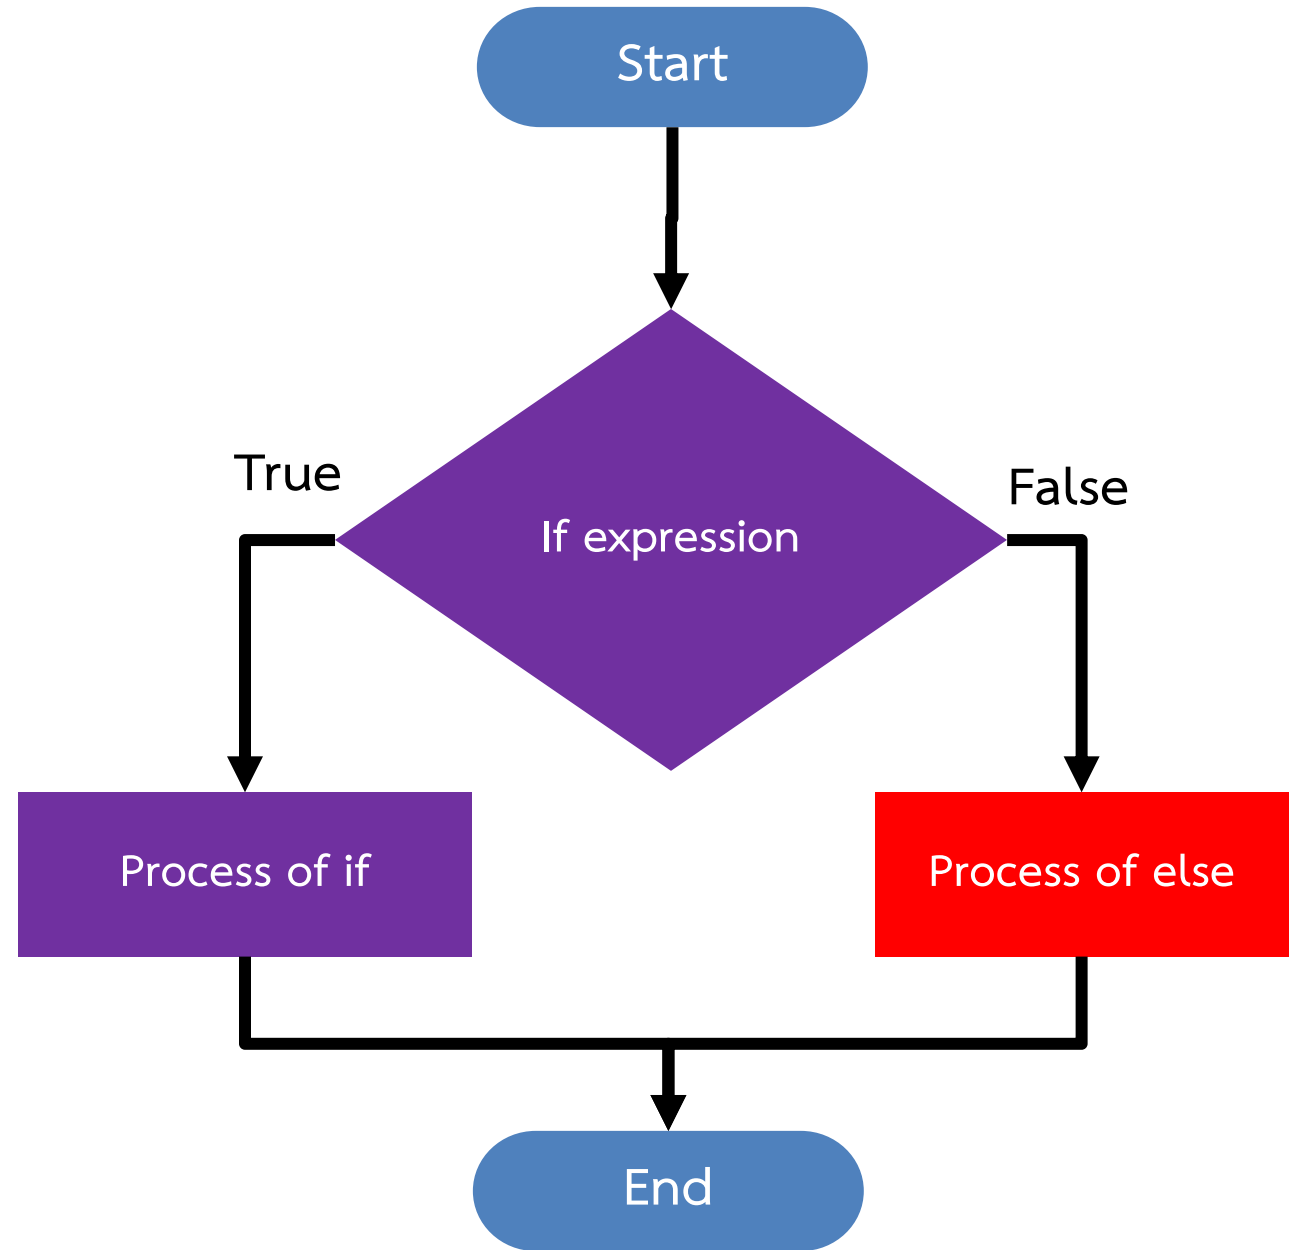 Start
True
False
If expression
Process of if
Process of else
End